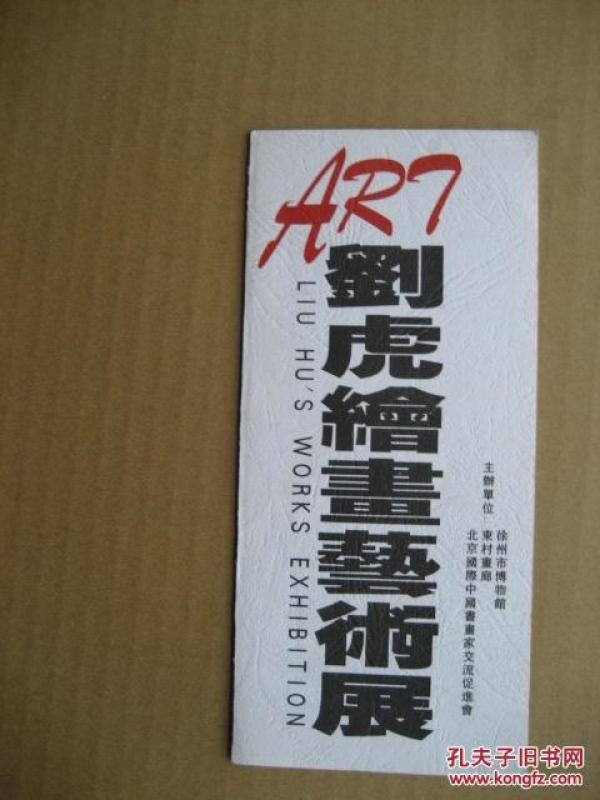 ART
劉虎繪畫藝術展
LIU HU'S WORKS EXHIBITION
主辦單位
徐州市博物館
東村畫廊
北京國際中國書畫家交流促進會
孔夫子旧书网
www.kongfz.com